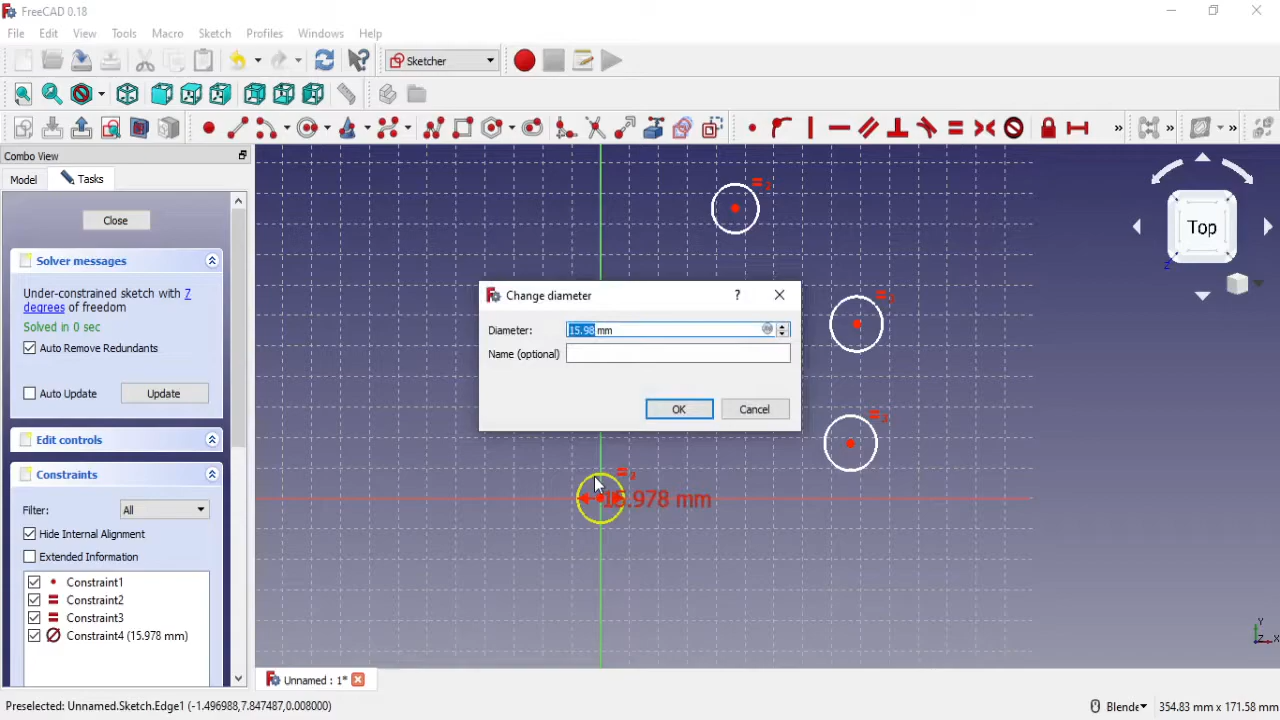 FreeCAD 0.18
File Edit View Tools Macro Sketch Profiles Windows Help
Sketcher
Combo View
Model Tasks
Close
Solver messages
Under-constrained sketch with 7
degrees of freedom
Solved in 0 sec
Auto Remove Redundants
Auto Update Update
Edit controls
Constraints
Filter: All
Hide Internal Alignment
Extended Information
Constraint1
Constraint2
Constraint3
Constraint4 (15.978 mm)
Top
Z
Change diameter ?
Diameter: 15.98 mm
Name (optional)
OK Cancel
15.978 mm
Y
Z X
Unnamed : 1*
Preselected: Unnamed.Sketch.Edge1 (-1.496988,7.847487,0.008000)
Blende
354.83 mm x 171.58 mm